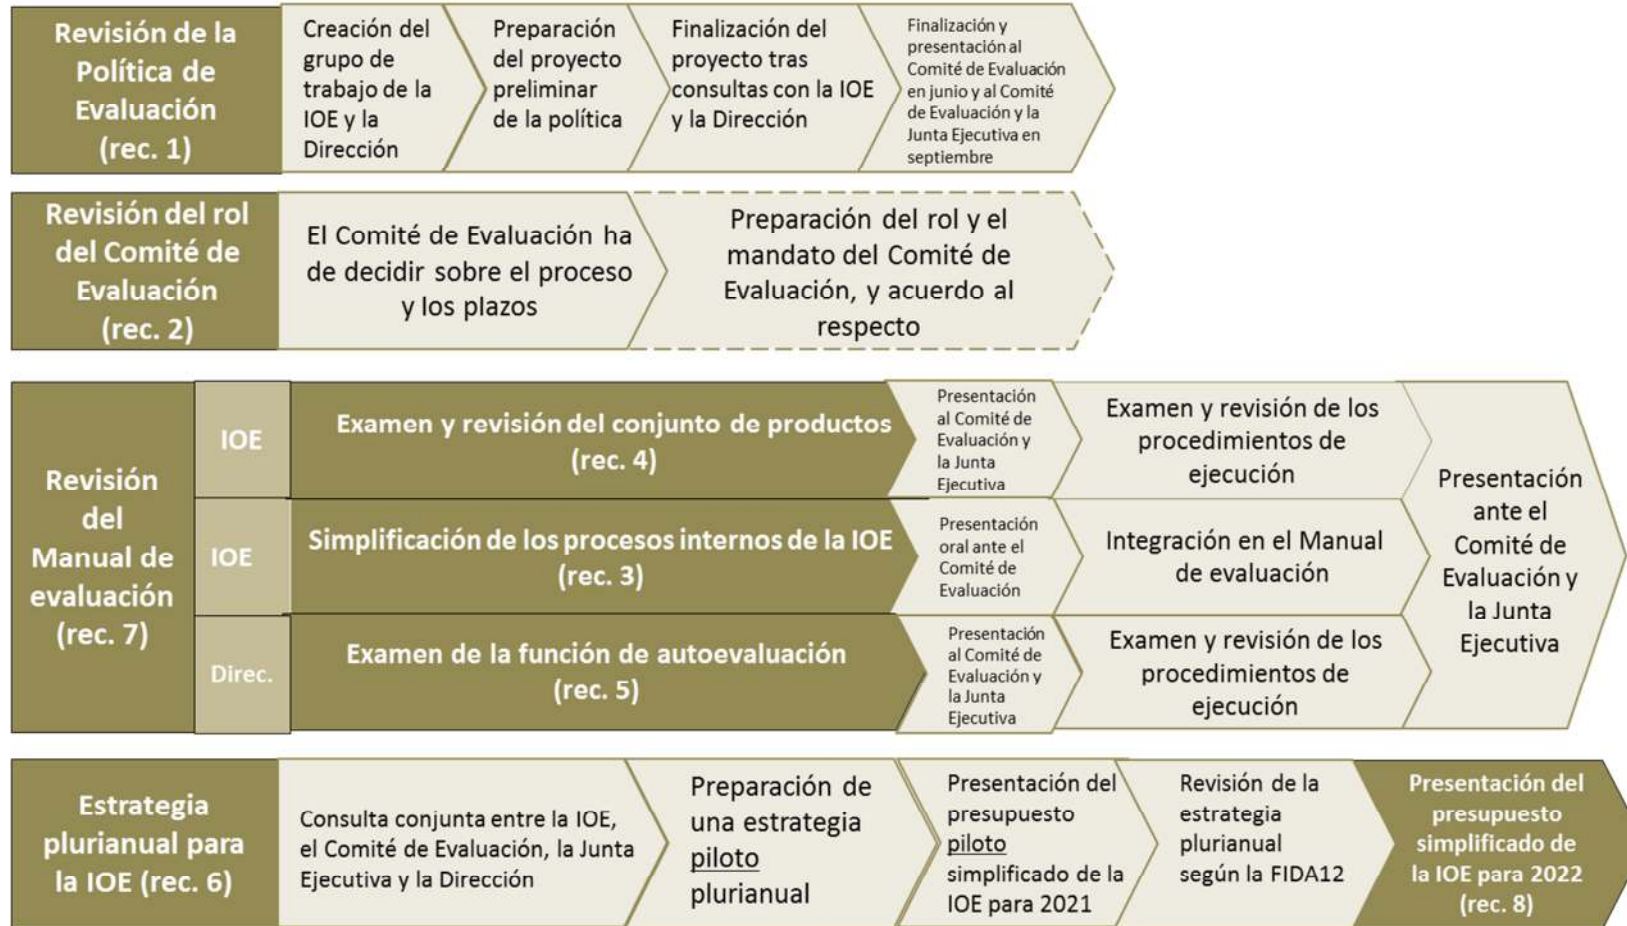 Revisión de la
Política de
Evaluación
(rec. 1)
Creación del
grupo de
trabajo de la
IOE y la
Dirección
Preparación
del proyecto
preliminar
de la política
Finalización del
proyecto tras
consultas con la IOE
y la Dirección
Finalización y
presentación al
Comité de Evaluación
en junio y al Comité
de Evaluación y la
Junta Ejecutiva en
septiembre
Revisión del rol
del Comité de
Evaluación
(rec. 2)
El Comité de Evaluación ha
de decidir sobre el proceso
y los plazos
Preparación del rol y el
mandato del Comité de
Evaluación, y acuerdo al
respecto
Revisión
del
Manual de
evaluación
(rec. 7)
IOE
Examen y revisión del conjunto de productos
(rec. 4)
Presentación
al Comité de
Evaluación y
la Junta
Ejecutiva
Examen y revisión de los
procedimientos de
ejecución
IOE
Simplificación de los procesos internos de la IOE
(rec. 3)
Presentación
oral ante el
Comité de
Evaluación
Integración en el Manual
de evaluación
Direc.
Examen de la función de autoevaluación
(rec. 5)
Presentación
al Comité de
Evaluación y
la Junta
Ejecutiva
Examen y revisión de los
procedimientos de
ejecución
Presentación
ante el
Comité de
Evaluación y
la Junta
Ejecutiva
Estrategia
plurianual para
la IOE (rec. 6)
Consulta conjunta entre la IOE,
el Comité de Evaluación, la Junta
Ejecutiva y la Dirección
Preparación de
una estrategia
piloto
plurianual
Presentación del
presupuesto
piloto
simplificado de la
IOE para 2021
Revisión de la
estrategia
plurianual
según la FIDA12
Presentación del
presupuesto
simplificado de
la IOE para 2022
(rec. 8)